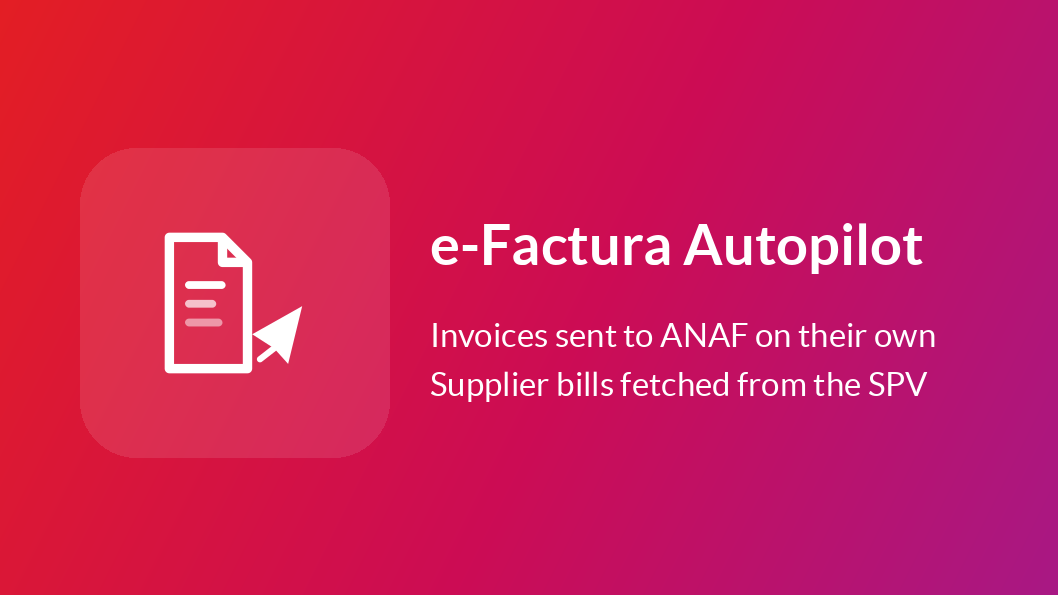 e-Factura Autopilot
Invoices sent to ANAF on their own
Supplier bills fetched from the SPV